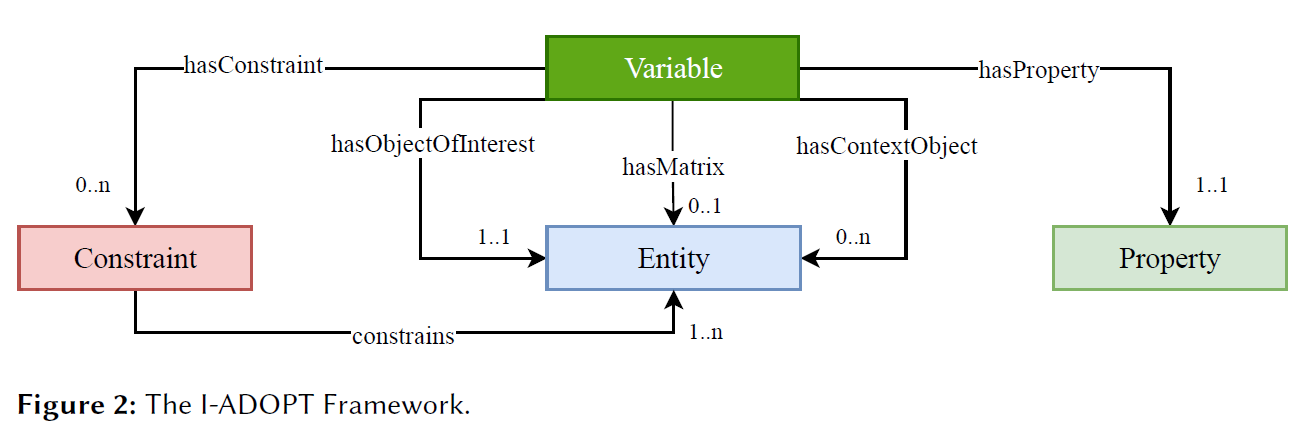 Variable
hasConstraint
hasProperty
hasObjectOfInterest
hasContextObject
hasMatrix
0..n
1..1
0..1
1..1
0..n
Constraint
Entity
Property
constrains
1..n
Figure 2: The I-ADOPT Framework.